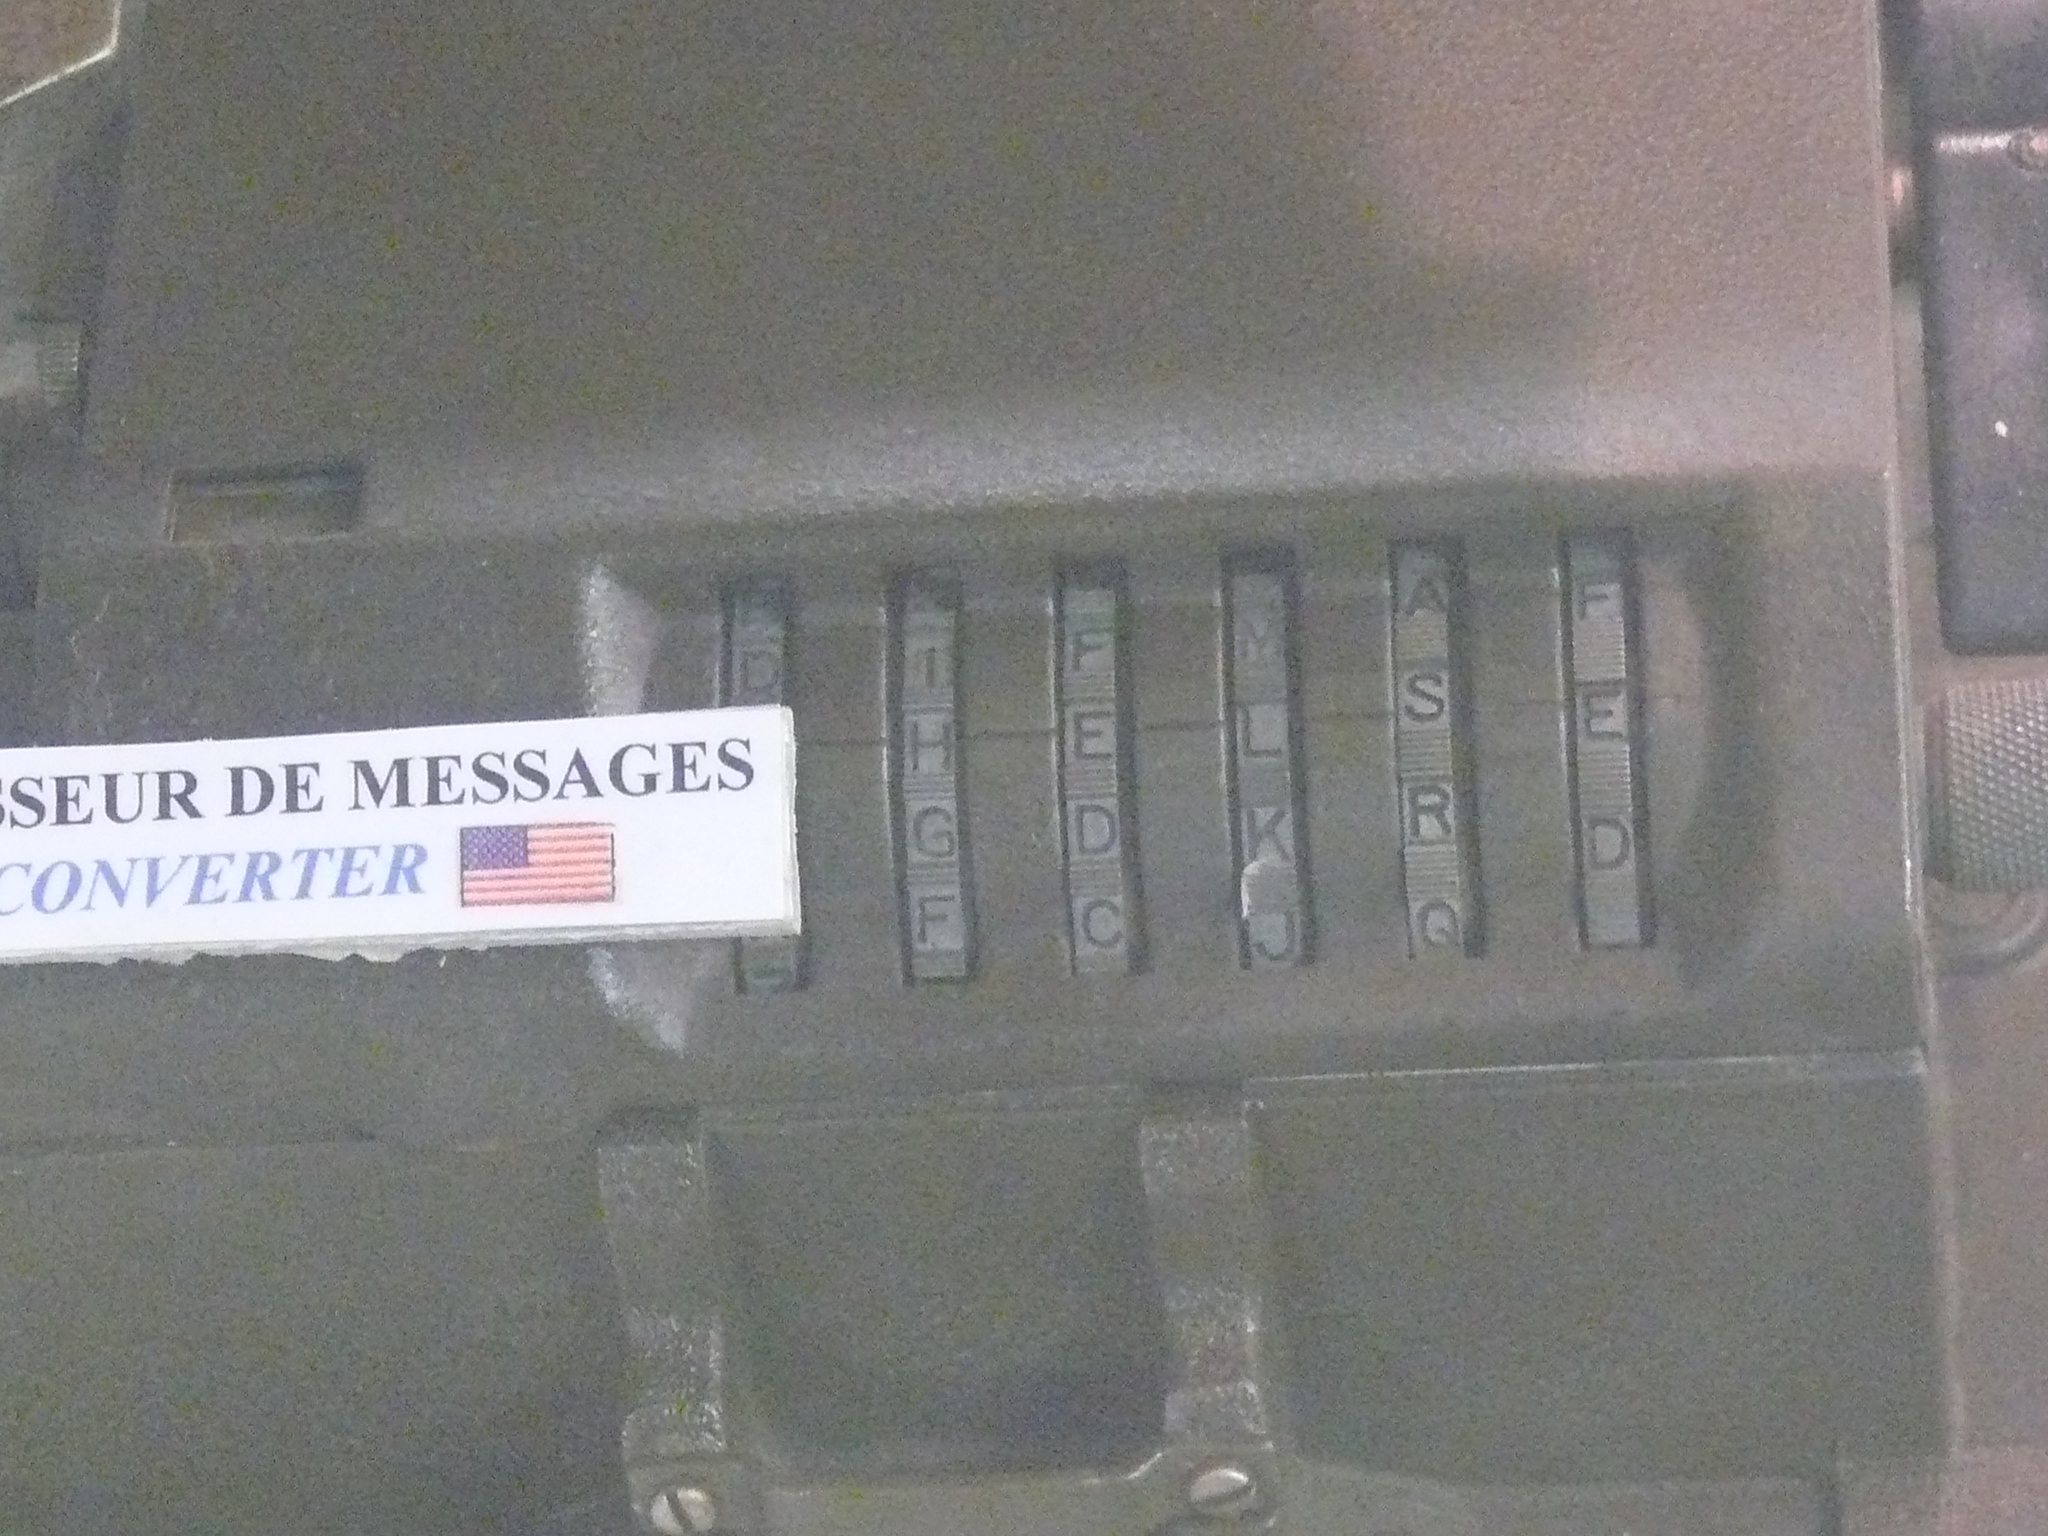 SSEUR DE MESSAGES
CONVERTER
D
I
H
G
F
F
E
D
C
M
L
K
J
A
S
R
Q
F
E
D